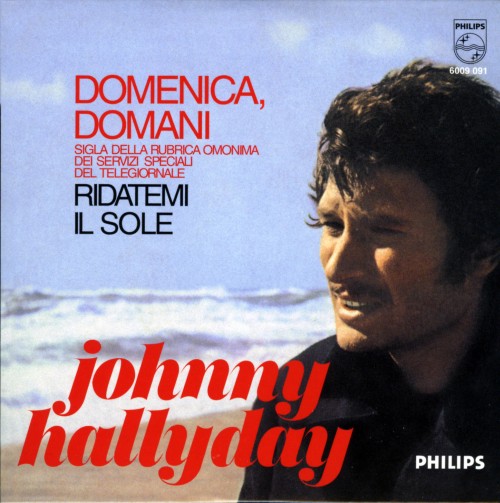 PHILIPS
6009 091
DOMENICA,
DOMANI
SIGLA DELLA RUBRICA OMONIMA
DEI SERVIZI SPECIALI
DEL TELEGIORNALE
RIDATEMI
IL SOLE
johnny
hallyday
PHILIPS